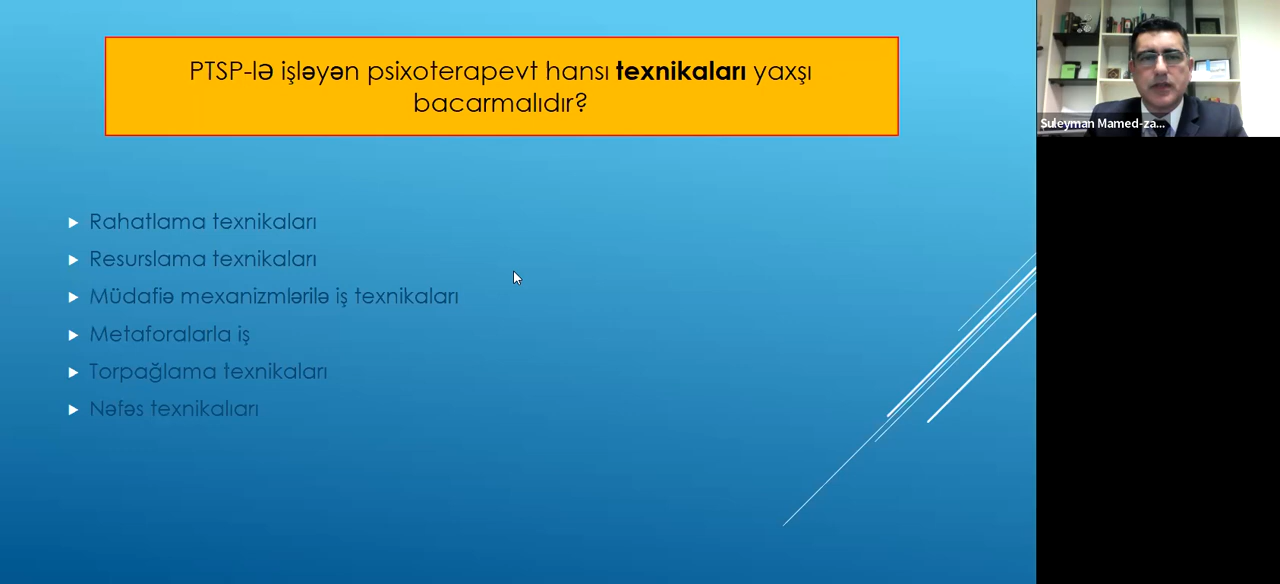 PTSP-lə işləyən psixoterapevt hansı texnikaları yaxşı
bacarmalıdır?
Suleyman Mamed-za...
Rahatlama texnikaları
Resurslama texnikaları
Müdafiə mexanizmlərilə iş texnikaları
Metaforalarla iş
Torpağlama texnikaları
Nəfəs texnikalıarı